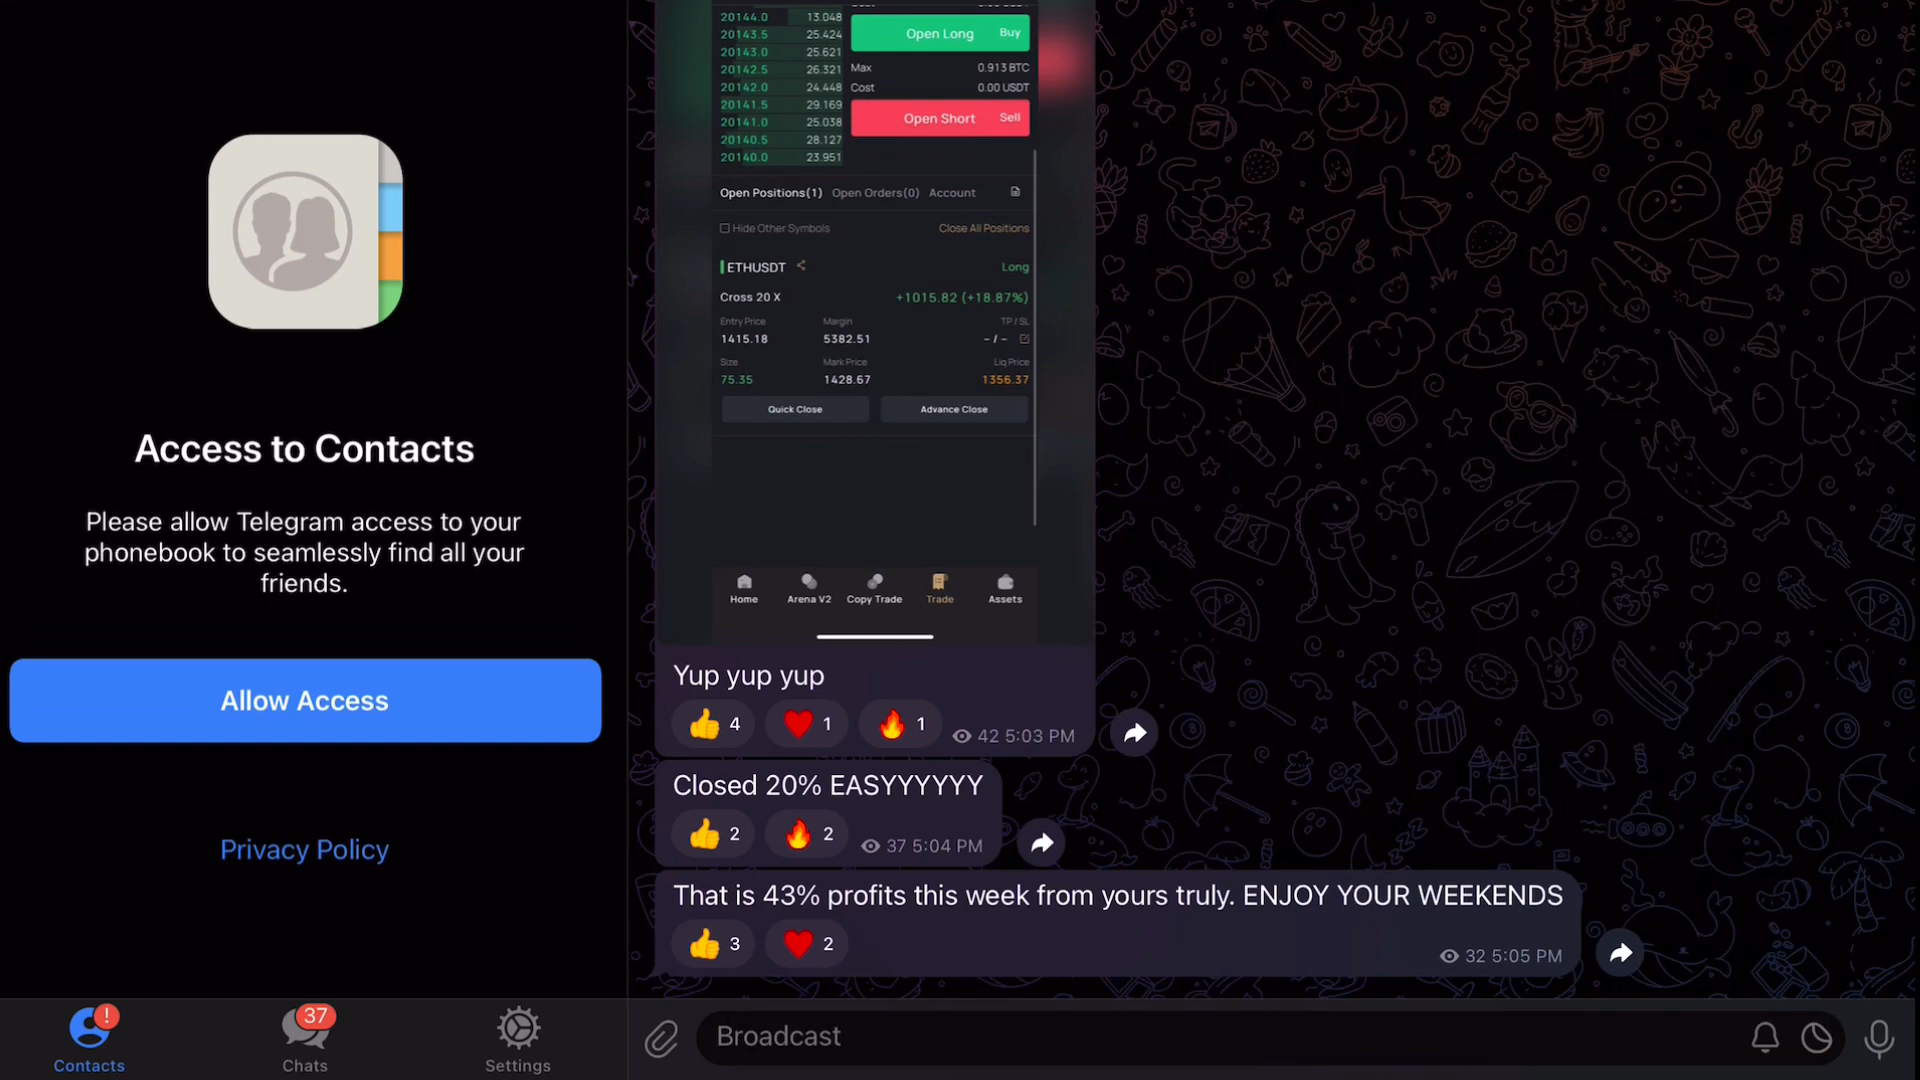 Access to Contacts
Please allow Telegram access to your
phonebook to seamlessly find all your
friends.
Allow Access
Privacy Policy
Contacts
!
Chats
37
Settings
20144.0 13.048
20143.5 25.424
20143.0 25.621
20142.5 26.321
20142.0 24.448
20141.5 29.169
20141.0 25.038
20140.5 28.127
20140.0 23.951
Open Long Buy
Max 0.913 BTC
Cost 0.00 USDT
Open Short Sell
Open Positions(1) Open Orders(0) Account
Hide Other Symbols Close All Positions
ETHUSDT Long
Cross 20 X +1015.82 (+18.87%)
Entry Price Margin TP / SL
1415.18 5382.51 -- / --
Size Mark Price Liq Price
75.35 1428.67 1356.37
Quick Close Advance Close
Home Arena V2 Copy Trade Trade Assets
Yup yup yup
👍 4 ❤️ 1 🔥 1 42 5:03 PM
Closed 20% EASYYYYYY
👍 2 🔥 2 37 5:04 PM
That is 43% profits this week from yours truly. ENJOY YOUR WEEKENDS
👍 3 ❤️ 2 32 5:05 PM
Broadcast